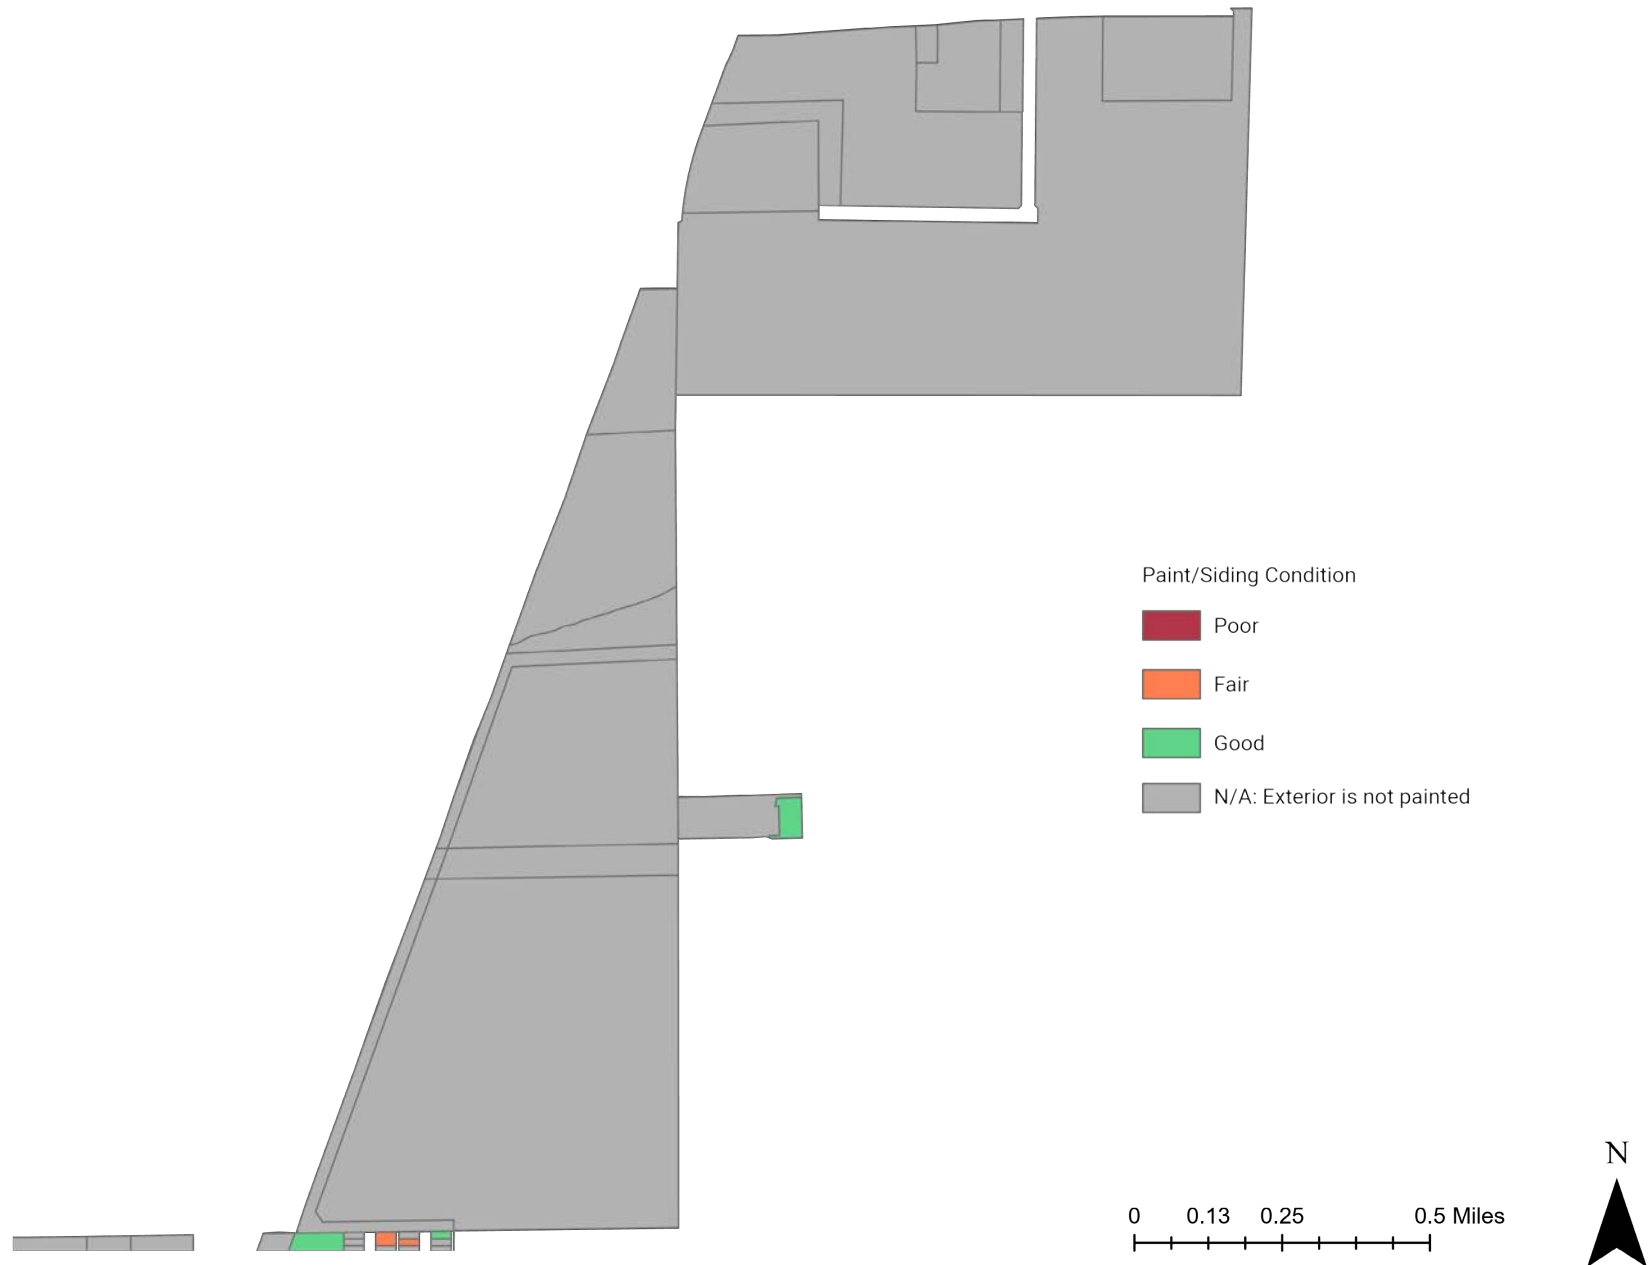 Paint/Siding Condition
Poor
Fair
Good
N/A: Exterior is not painted
N
0 0.13 0.25 0.5 Miles